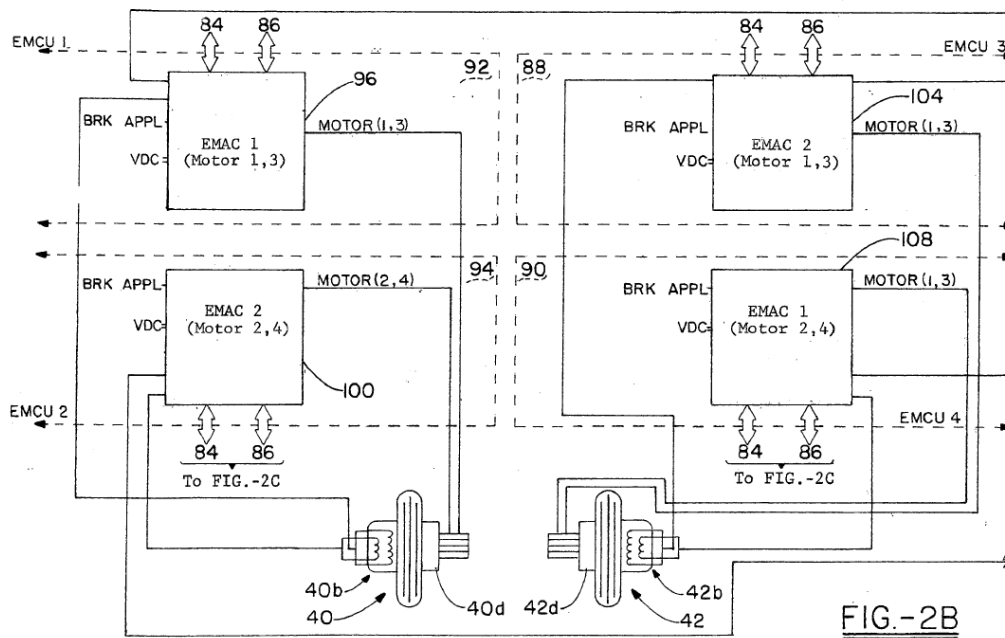 84 86 84 86
EMCU 1 EMCU 3
92 88
96 104
BRK APPL MOTOR(1,3) BRK APPL MOTOR(1,3)
EMAC 1 EMAC 2
(Motor 1,3) (Motor 1,3)
VDC VDC
108
94 90
BRK APPL MOTOR(2,4) BRK APPL MOTOR(1,3)
EMAC 2 EMAC 1
(Motor 2,4) (Motor 2,4)
VDC VDC
100
EMCU 2 EMCU 4
84 86 84 86
To FIG.-2C To FIG.-2C
40b 40d 42d 42b
40 42
FIG.-2B